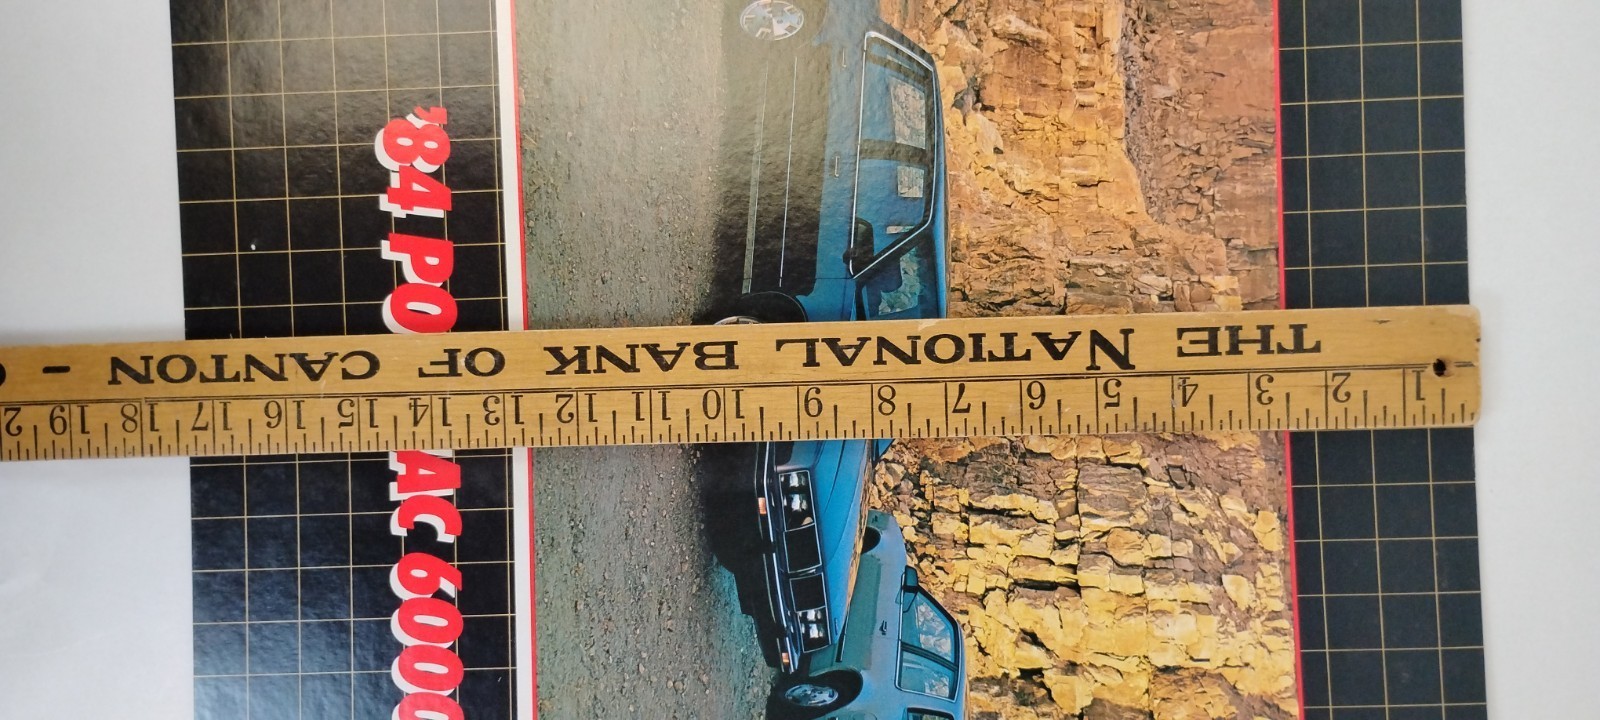 '84 PO AC 6000
THE NATIONAL BANK OF CANTON -
1 2 3 4 5 6 7 8 9 10 11 12 13 14 15 16 17 18 19 2